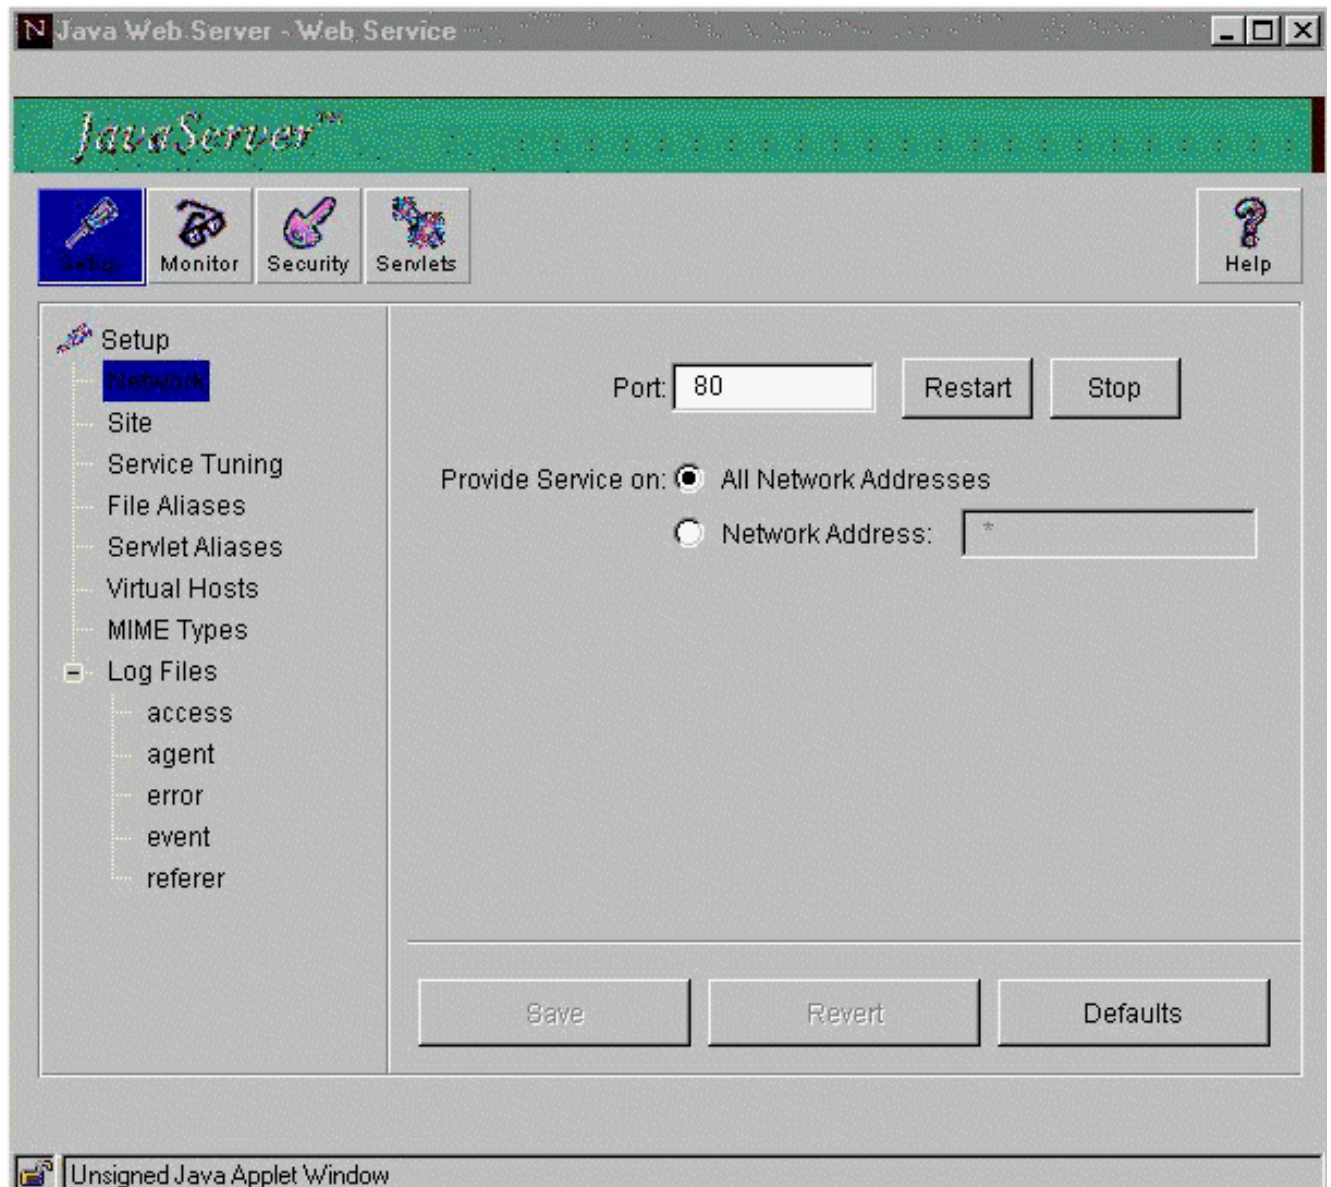 N Java Web Server - Web Service
JavaServer™
Setup Monitor Security Servlets Help
Setup
Network
Site
Service Tuning
File Aliases
Servlet Aliases
Virtual Hosts
MIME Types
Log Files
access
agent
error
event
referer
Port: 80 Restart Stop
Provide Service on: All Network Addresses
Network Address: *
Save Revert Defaults
Unsigned Java Applet Window